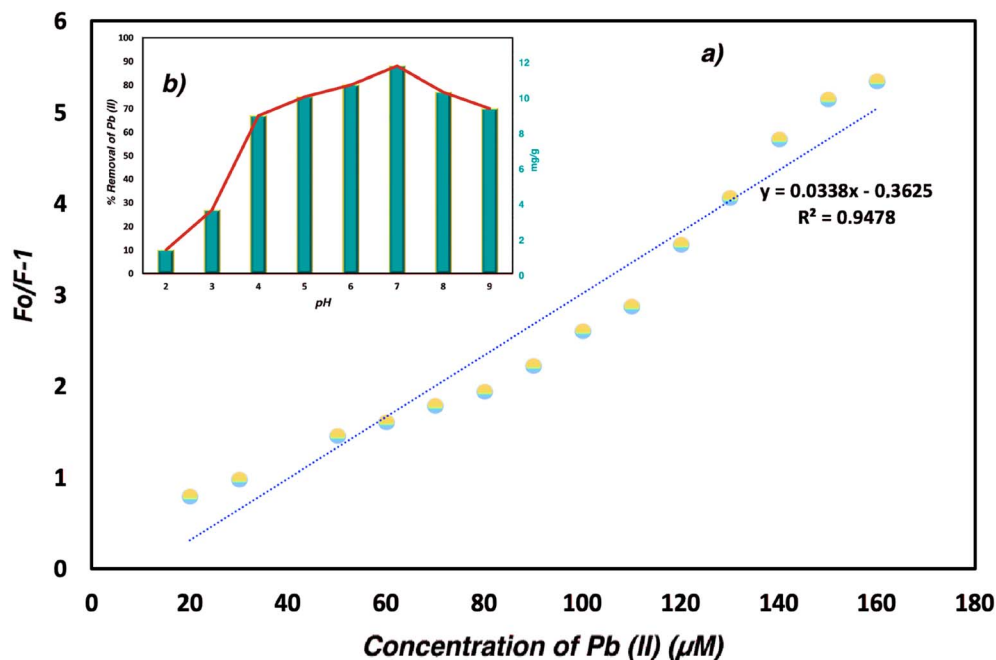 a)
Fo/F-1
6
5
4
3
2
1
0
0 20 40 60 80 100 120 140 160 180
Concentration of Pb (II) (µM)
y = 0.0338x - 0.3625
R² = 0.9478
b)
% Removal of Pb (II)
100
90
80
70
60
50
40
30
20
10
0
2 3 4 5 6 7 8 9
pH
12
10
8
6
4
2
0
mg/g